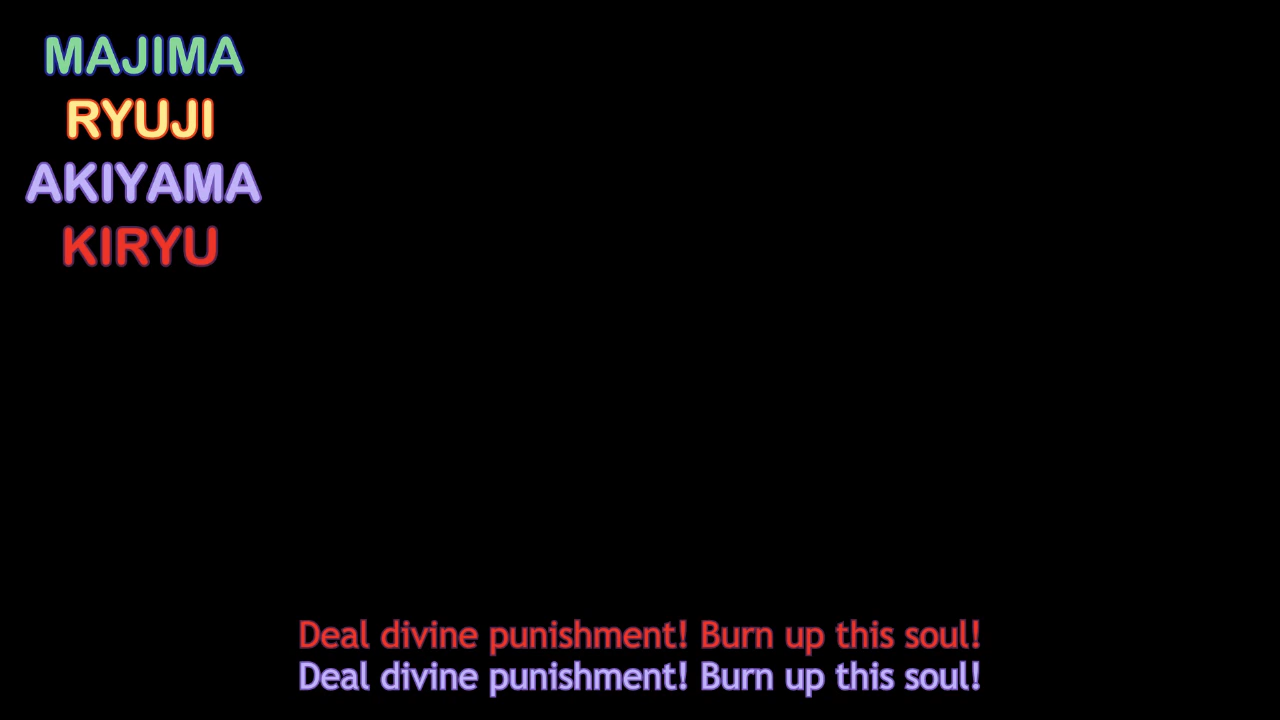 MAJIMA
RYUJI
AKIYAMA
KIRYU
Deal divine punishment! Burn up this soul!
Deal divine punishment! Burn up this soul!